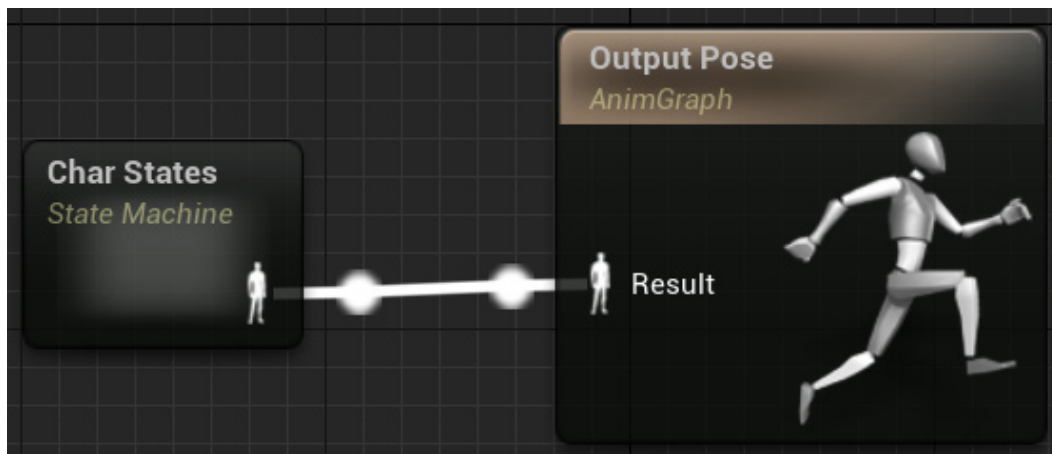 Output Pose
AnimGraph
Char States
State Machine
Result